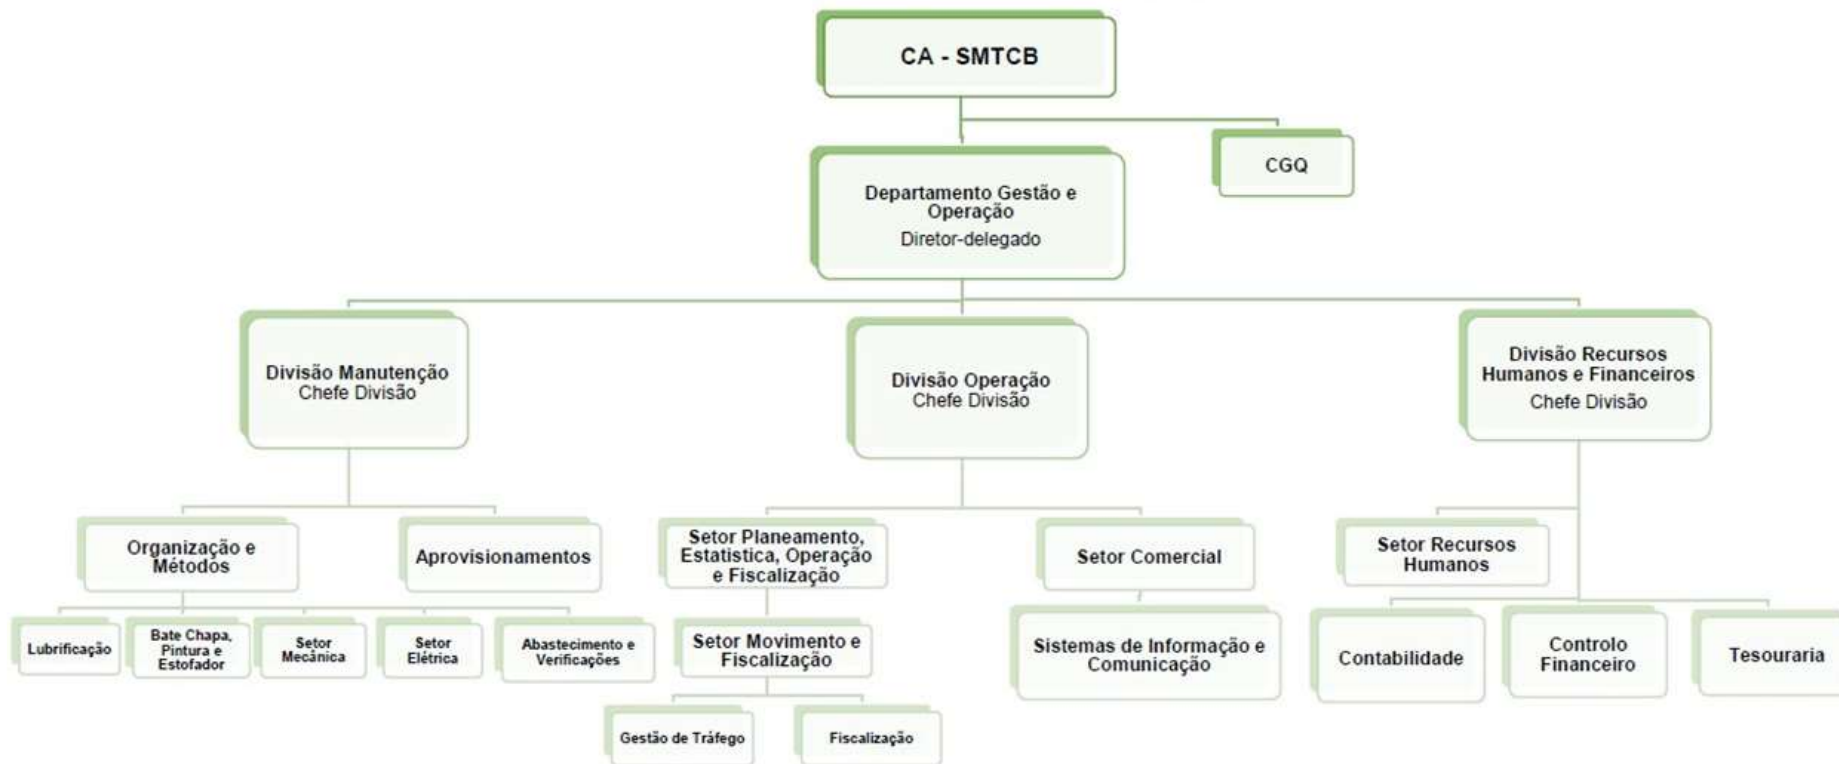 CA - SMTCB
CGQ
Departamento Gestão e
Operação
Diretor-delegado
Divisão Manutenção
Chefe Divisão
Divisão Operação
Chefe Divisão
Divisão Recursos
Humanos e Financeiros
Chefe Divisão
Organização e
Métodos
Aprovisionamentos
Setor Planeamento,
Estatistica, Operação
e Fiscalização
Setor Comercial
Setor Recursos
Humanos
Lubrificação
Bate Chapa,
Pintura e
Estofador
Setor
Mecânica
Setor
Elétrica
Abastecimento e
Verificações
Setor Movimento e
Fiscalização
Sistemas de Informação e
Comunicação
Contabilidade
Controlo
Financeiro
Tesouraria
Gestão de Tráfego
Fiscalização